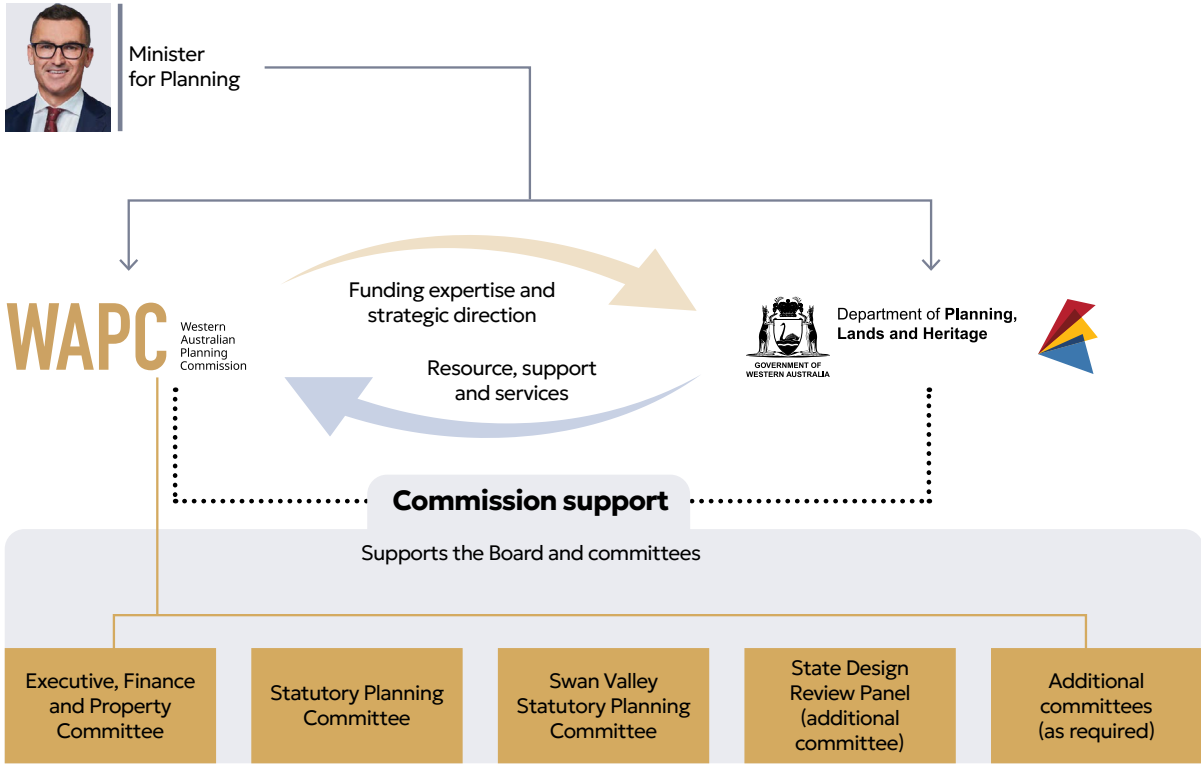 Minister
for Planning
Funding expertise and
strategic direction
WAPC
Western
Australian
Planning
Commission
GOVERNMENT OF
WESTERN AUSTRALIA
Department of Planning,
Lands and Heritage
Resource, support
and services
Commission support
Supports the Board and committees
Executive, Finance
and Property
Committee
Statutory Planning
Committee
Swan Valley
Statutory Planning
Committee
State Design
Review Panel
(additional
committee)
Additional
committees
(as required)